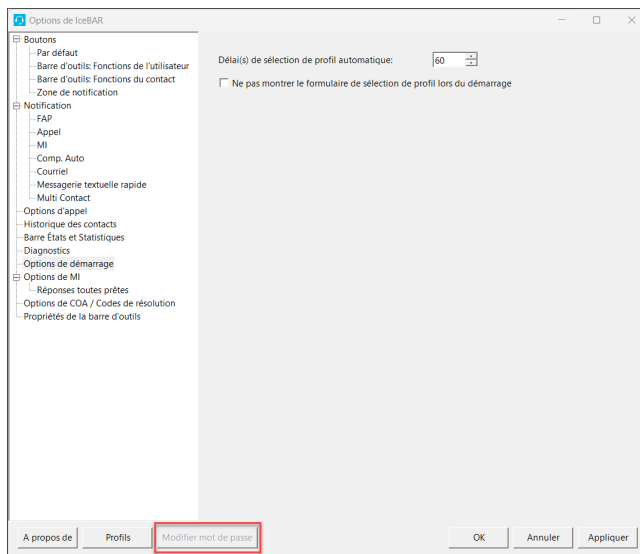 Options de IceBAR
Boutons
Par défaut
Barre d'outils: Fonctions de l'utilisateur
Barre d'outils: Fonctions du contact
Zone de notification
Notification
FAP
Appel
MI
Comp. Auto
Courriel
Messagerie textuelle rapide
Multi Contact
Options d'appel
Historique des contacts
Barre États et Statistiques
Diagnostics
Options de démarrage
Options de MI
Réponses toutes prêtes
Options de COA / Codes de résolution
Propriétés de la barre d'outils
Délai(s) de sélection de profil automatique: 60
Ne pas montrer le formulaire de sélection de profil lors du démarrage
A propos de Profils Modifier mot de passe OK Annuler Appliquer